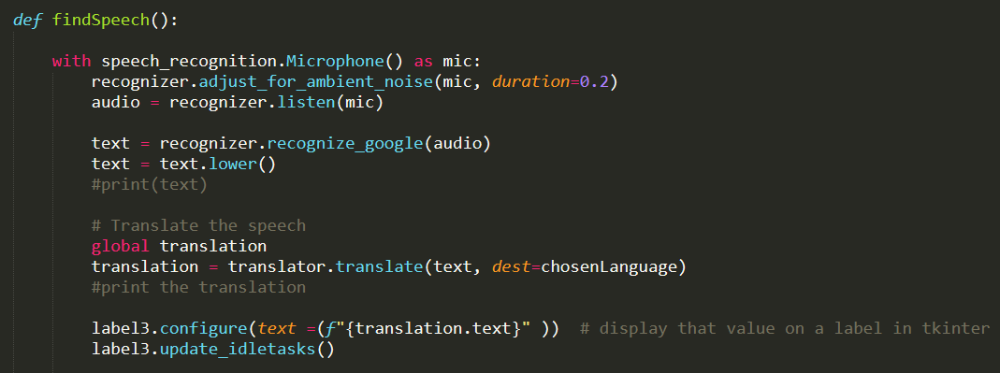 def findSpeech():
with speech_recognition.Microphone() as mic:
recognizer.adjust_for_ambient_noise(mic, duration=0.2)
audio = recognizer.listen(mic)
text = recognizer.recognize_google(audio)
text = text.lower()
#print(text)
# Translate the speech
global translation
translation = translator.translate(text, dest=chosenLanguage)
#print the translation
label3.configure(text =(f"{translation.text}" ))  # display that value on a label in tkinter
label3.update_idletasks()